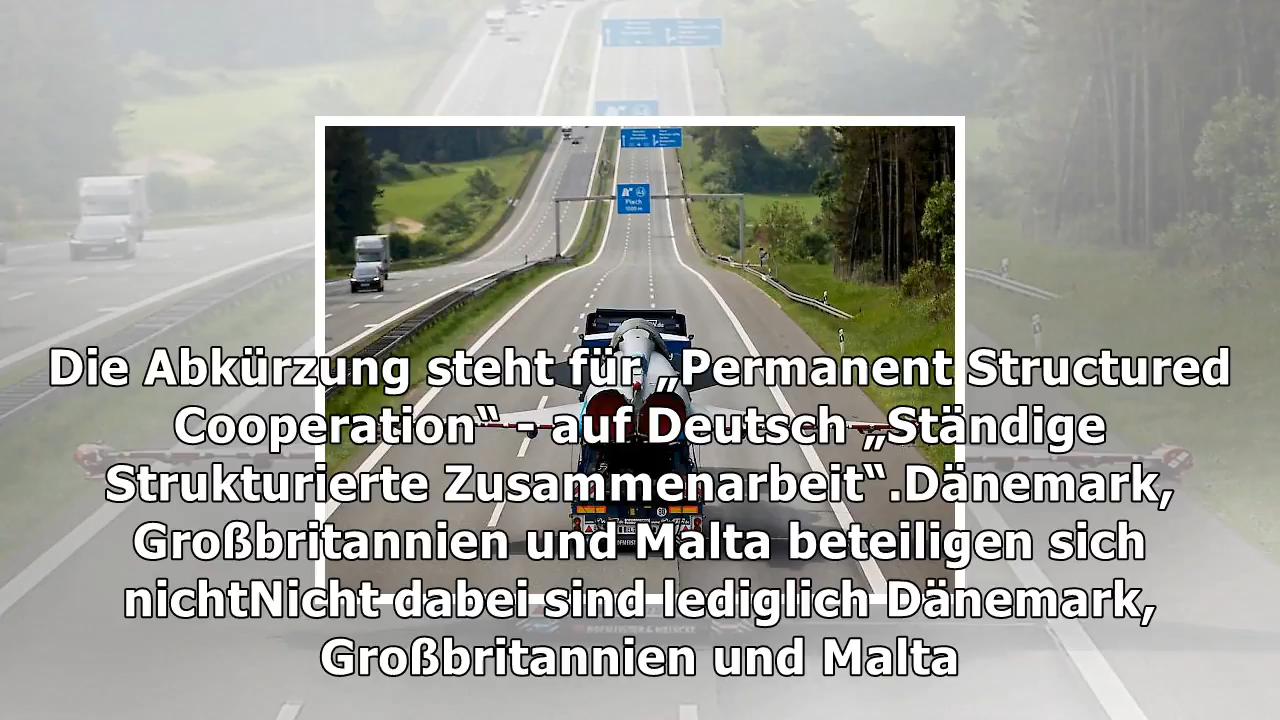 Plech
Die Abkürzung steht für „Permanent Structured
Cooperation“ - auf Deutsch „Ständige
Strukturierte Zusammenarbeit“.Dänemark,
Großbritannien und Malta beteiligen sich
nichtNicht dabei sind lediglich Dänemark,
Großbritannien und Malta